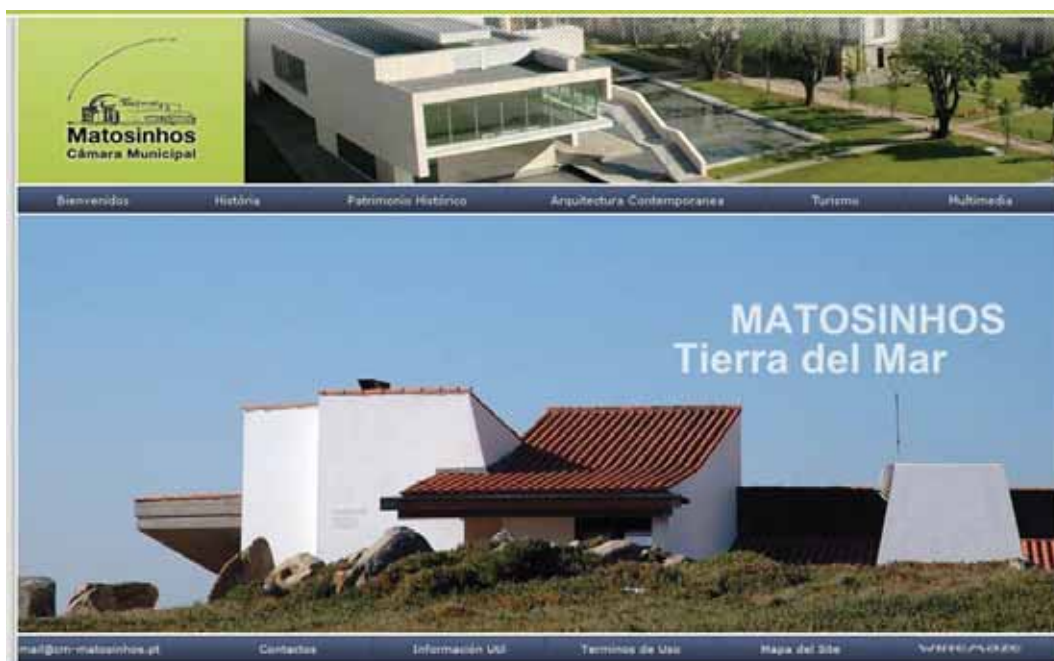 Matosinhos
Câmara Municipal
Bienvenidos História Patrimonio Histórico Arquitectura Contemporanea Turismo Multimedia
MATOSINHOS
Tierra del Mar
mail@cm-matosinhos.pt Contactos Información Util Terminos de Uso Mapa del Site WIREMAZE